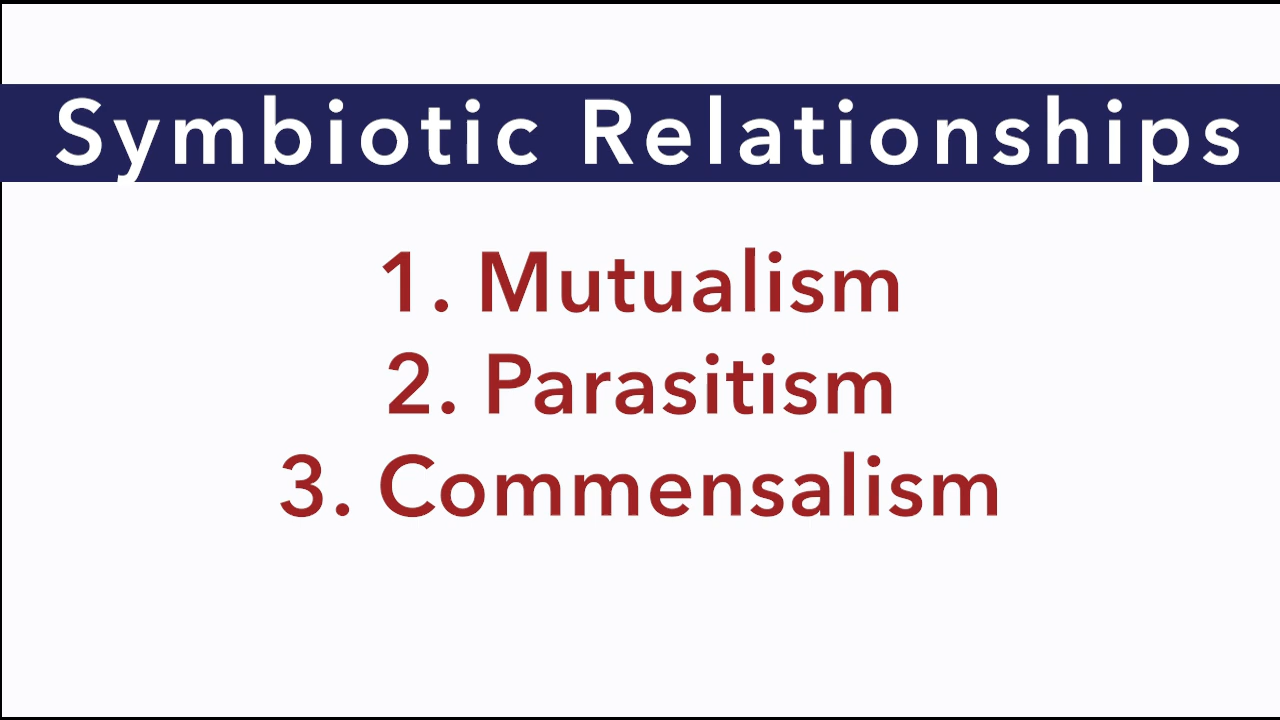 Symbiotic Relationships
1. Mutualism
2. Parasitism
3. Commensalism